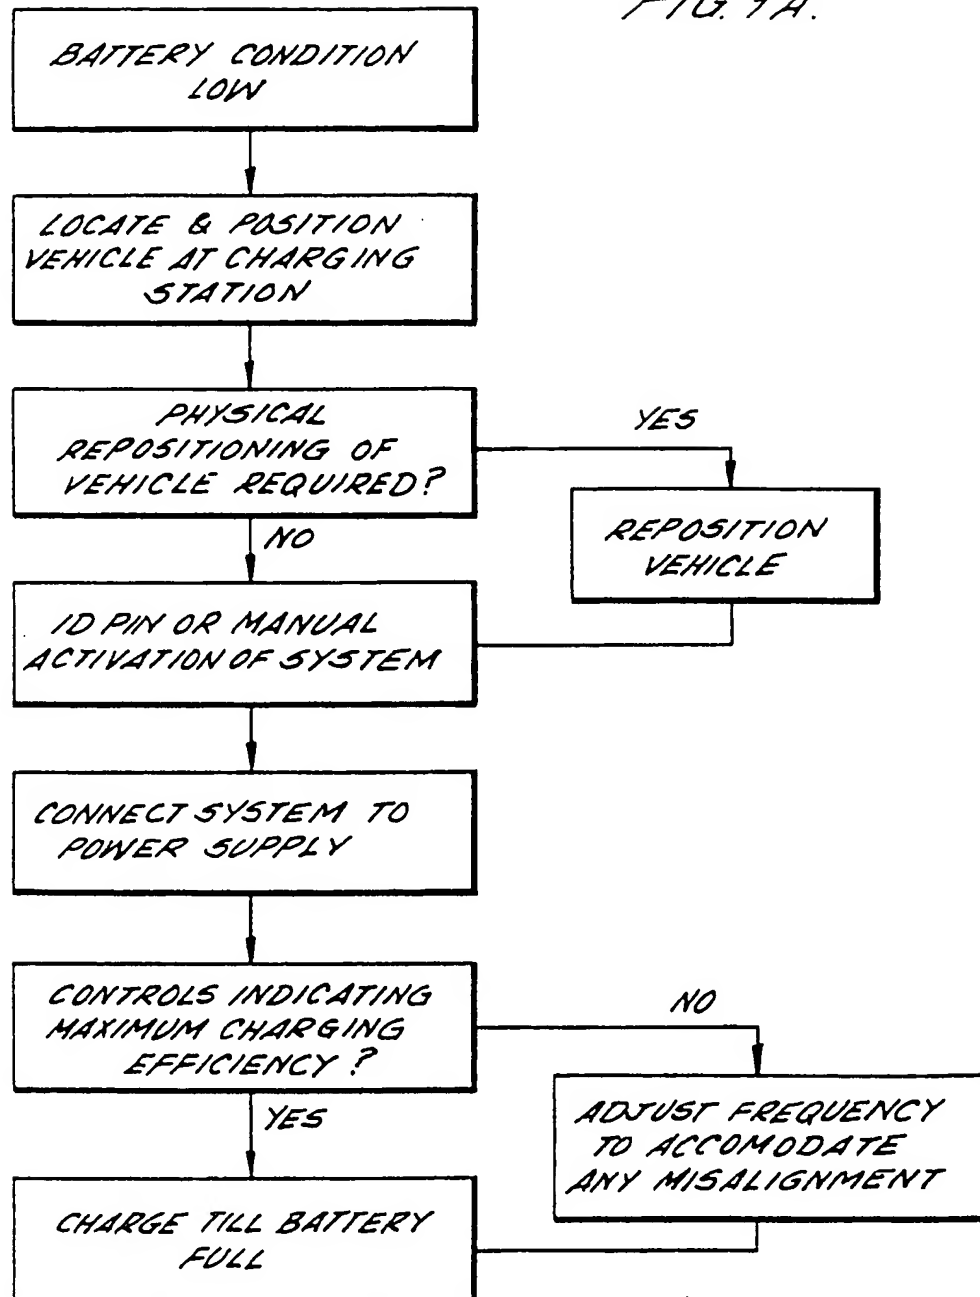 FIG. 9A.
BATTERY CONDITION
LOW
LOCATE & POSITION
VEHICLE AT CHARGING
STATION
PHYSICAL
REPOSITIONING OF
VEHICLE REQUIRED?
YES
REPOSITION
VEHICLE
NO
ID PIN OR MANUAL
ACTIVATION OF SYSTEM
CONNECT SYSTEM TO
POWER SUPPLY
CONTROLS INDICATING
MAXIMUM CHARGING
EFFICIENCY ?
NO
ADJUST FREQUENCY
TO ACCOMODATE
ANY MISALIGNMENT
YES
CHARGE TILL BATTERY
FULL